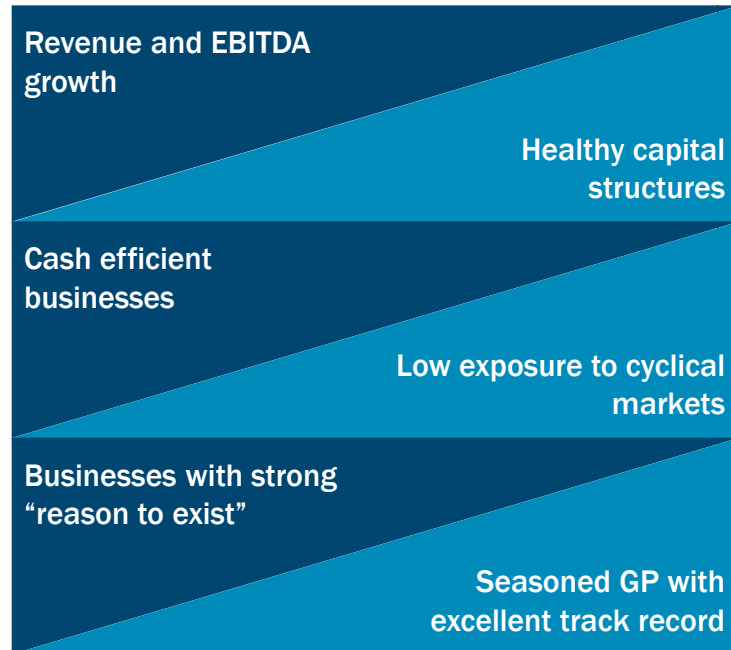 Revenue and EBITDA
growth
Healthy capital
structures
Cash efficient
businesses
Low exposure to cyclical
markets
Businesses with strong
“reason to exist”
Seasoned GP with
excellent track record